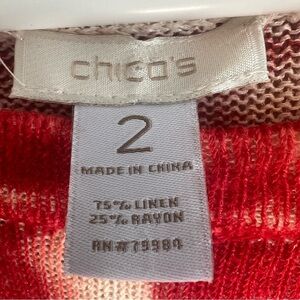 chico's
2
MADE IN CHINA
75% LINEN
25% RAYON
RN#79984